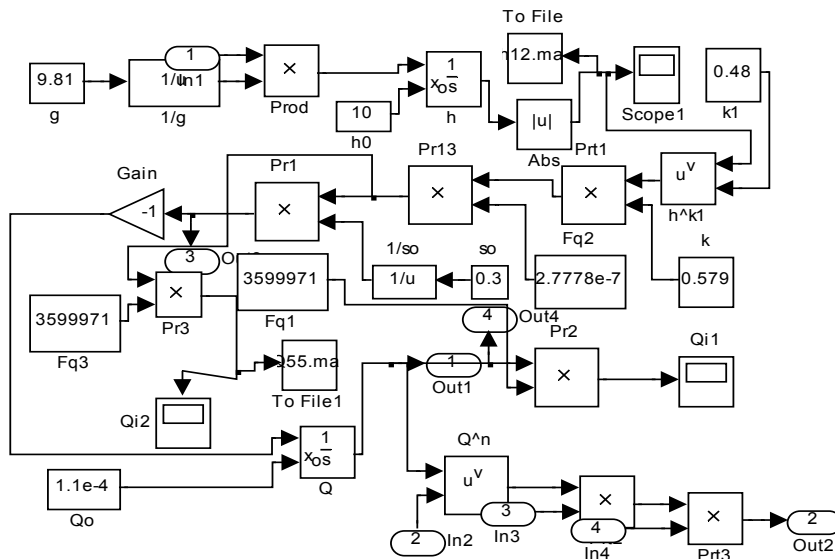 To File
1
9.81
1/u
In1
×
1
xo s
h12.ma
0.48
g
1/g
Prod
10
h0
h
|u|
Abs
Scope1
k1
Gain
Pr1
Pr13
Prt1
u^v
h^k1
-1
×
×
×
Fq2
k
3
1/so
so
3599971
1/u
0.3
2.7778e-7
0.579
×
3599971
Pr3
Fq1
4
Out4
Pr2
Qi1
Fq3
Q55.ma
1
Out1
×
To File1
Qi2
1
xo s
Q^n
1.1e-4
Q
u^v
×
Qo
3
In3
4
×
2
Out2
2
In2
In4
Prt3